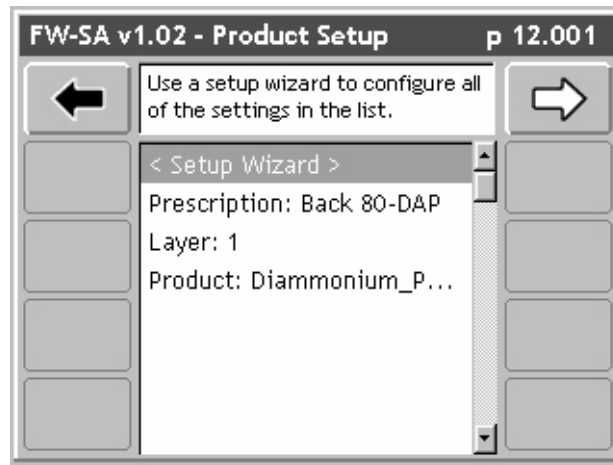 FW-SA v1.02 - Product Setup p 12.001
Use a setup wizard to configure all
of the settings in the list.
< Setup Wizard >
Prescription: Back 80-DAP
Layer: 1
Product: Diammonium_P...